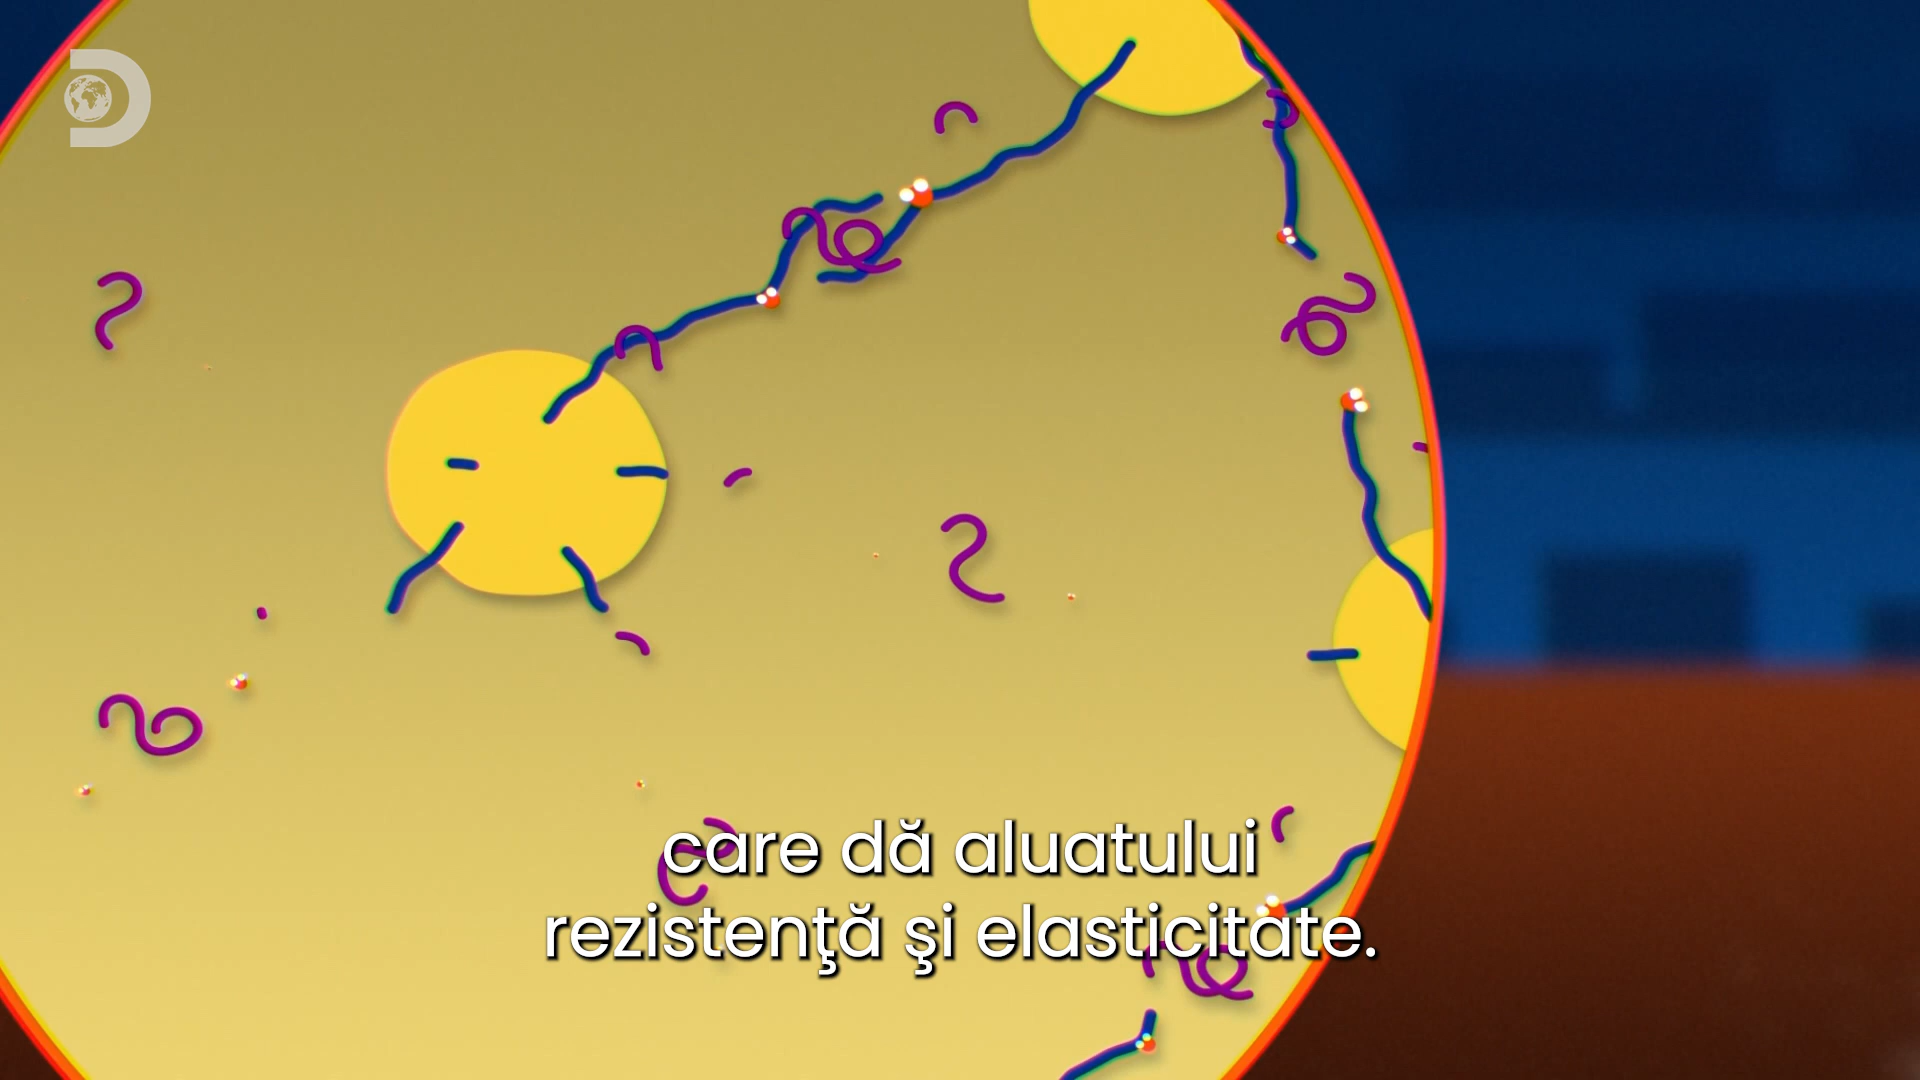 care dă aluatului
rezistenţă şi elasticitate.